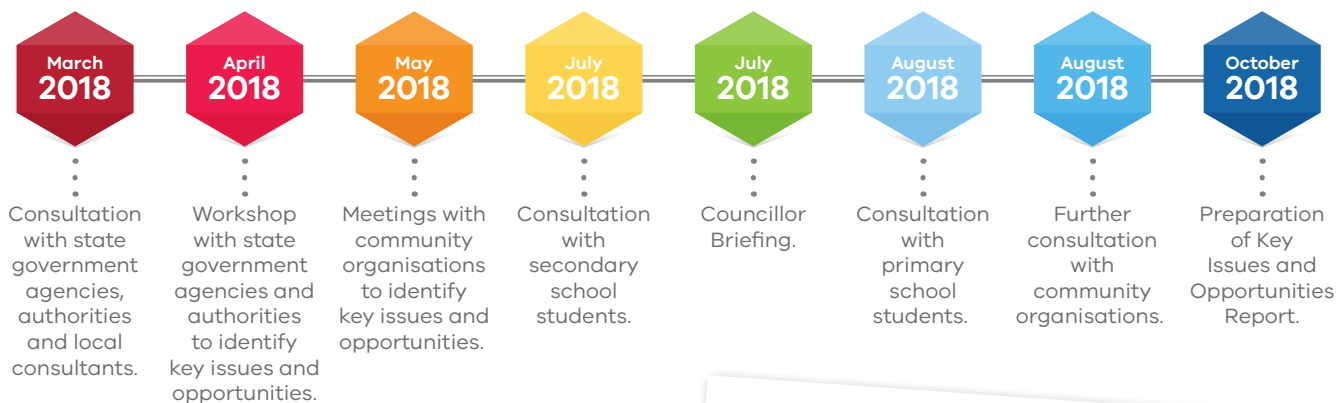 March
2018
April
2018
May
2018
July
2018
July
2018
August
2018
August
2018
October
2018
Consultation
with state
government
agencies,
authorities
and local
consultants.
Workshop
with state
government
agencies and
authorities
to identify
key issues and
opportunities.
Meetings with
community
organisations
to identify
key issues and
opportunities.
Consultation
with
secondary
school
students.
Councillor
Briefing.
Consultation
with
primary
school
students.
Further
consultation
with
community
organisations.
Preparation
of Key
Issues and
Opportunities
Report.